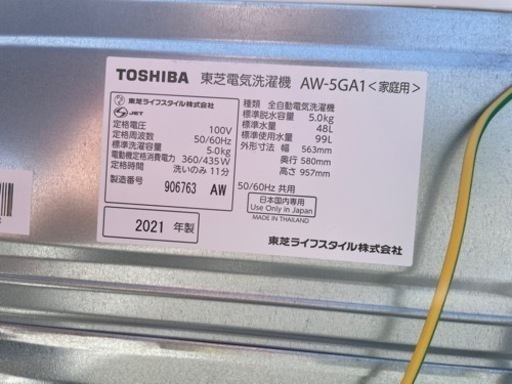 TOSHIBA 東芝電気洗濯機 AW-5GA1<家庭用>
東芝ライフスタイル株式会社
JET
定格電圧 100V
定格周波数 50/60Hz
標準洗濯容量 5.0kg
電動機定格消費電力 360/435W
定格時間 洗いのみ 11分
製造番号 906763 AW
2021 年製
種類 全自動電気洗濯機
標準脱水容量 5.0kg
標準水量 48L
標準使用水量 99L
外形寸法 幅 563mm
奥行 580mm
高さ 957mm
50/60Hz 共用
日本国内専用
Use Only in Japan
MADE IN THAILAND
東芝ライフスタイル株式会社